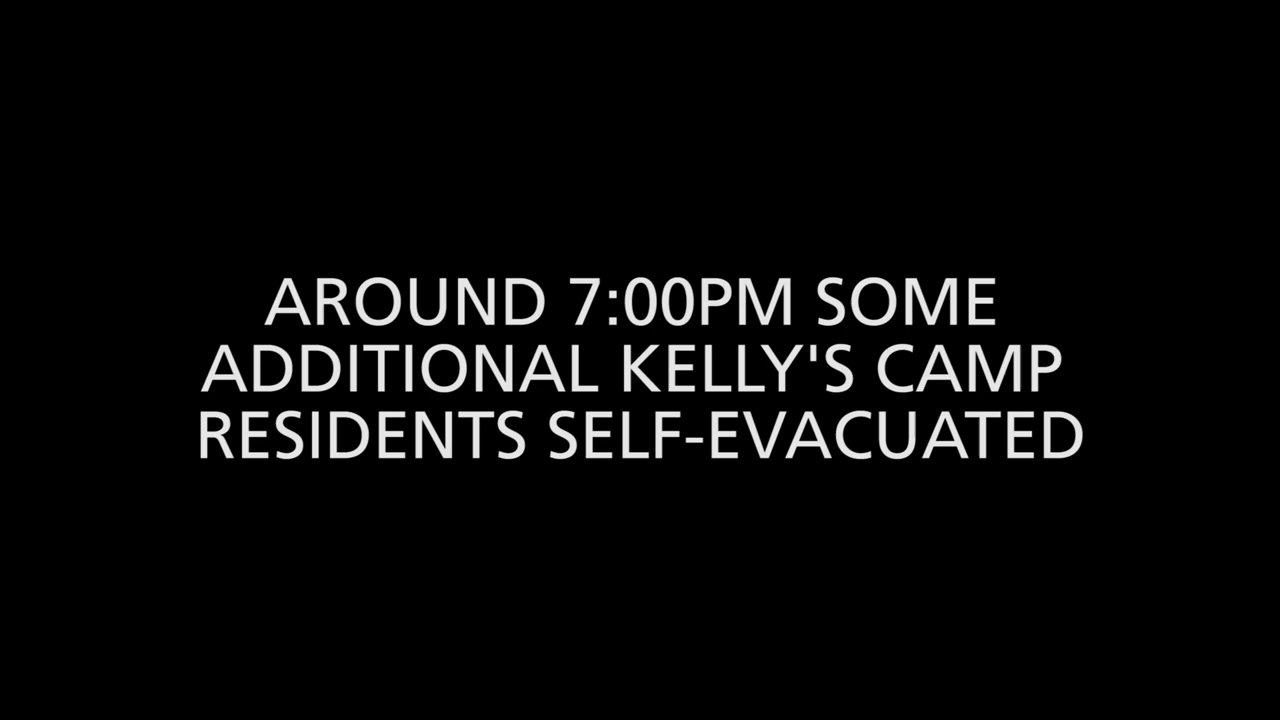 AROUND 7:00PM SOME
ADDITIONAL KELLY'S CAMP
RESIDENTS SELF-EVACUATED